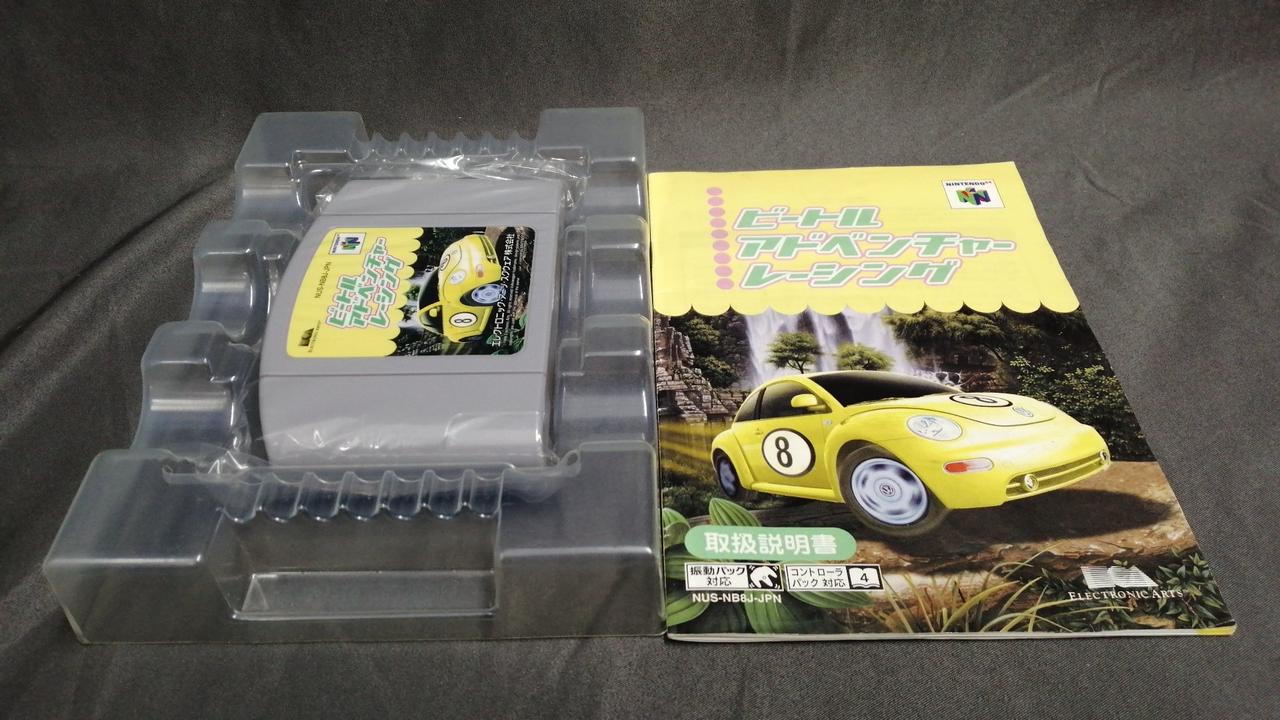 NINTENDO64
NUS-NB8J-JPN
ビートル
アドベンチャー
レーシング
8
エレクトロニック・アーツ・スクウェア株式会社
NINTENDO64
ビートル
アドベンチャー
レーシング
8
8
取扱説明書
振動パック
対応
コントローラ
パック 対応
4
NUS-NB8J-JPN
ELECTRONIC ARTS